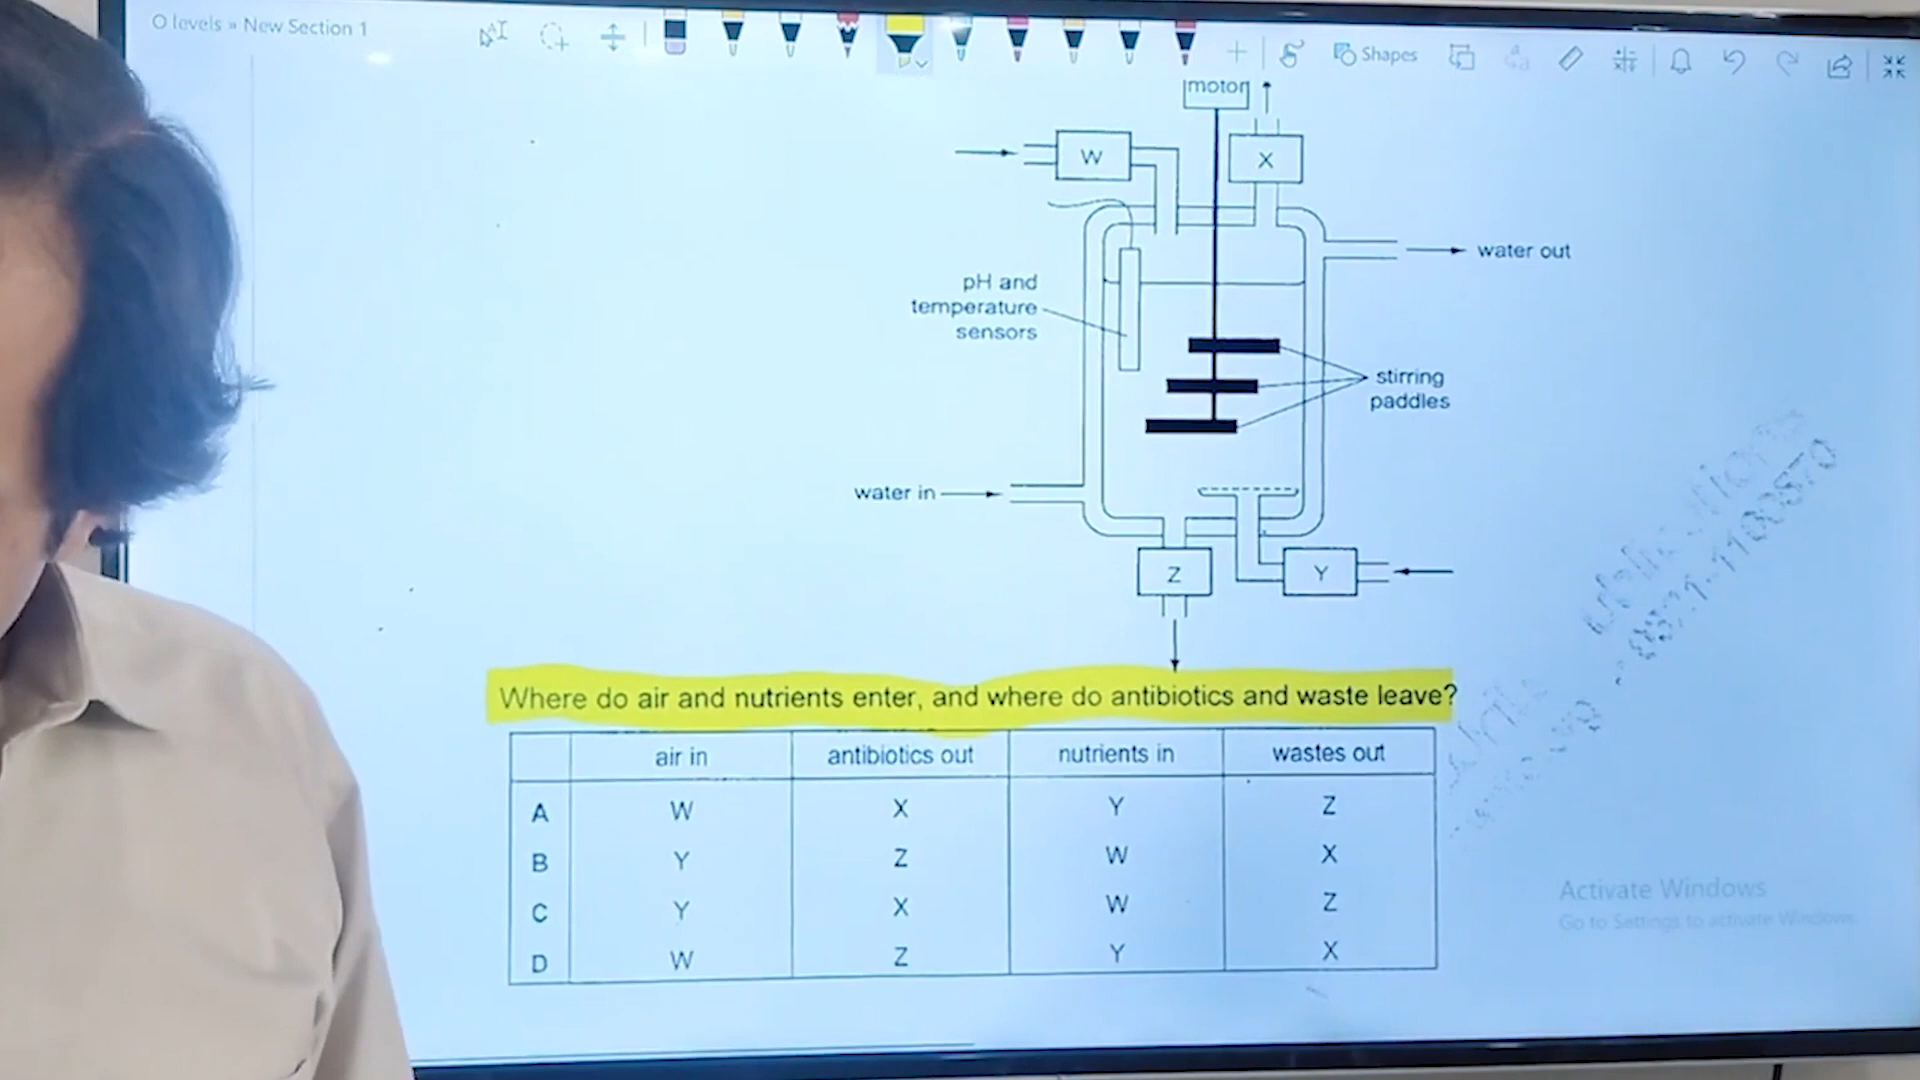 O levels » New Section 1
Shapes
motor
W
X
water out
pH and
temperature
sensors
stirring
paddles
water in
Z
Y
Where do air and nutrients enter, and where do antibiotics and waste leave?
air in antibiotics out nutrients in wastes out
A W X Y Z
B Y Z W X
C Y X W Z
D W Z Y X
Activate Windows
Go to Settings to activate Windows.